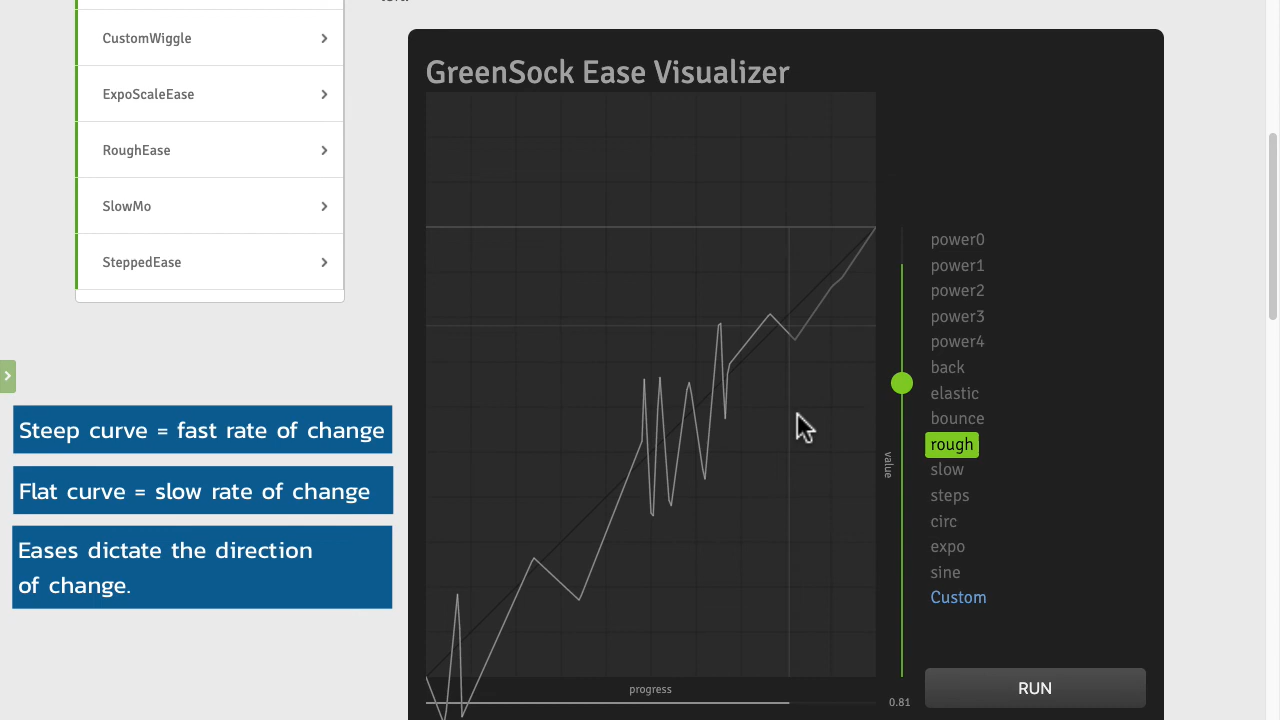 CustomWiggle
ExpoScaleEase
RoughEase
SlowMo
SteppedEase
Steep curve = fast rate of change
Flat curve = slow rate of change
Eases dictate the direction
of change.
GreenSock Ease Visualizer
value
progress
0.81
power0
power1
power2
power3
power4
back
elastic
bounce
rough
slow
steps
circ
expo
sine
Custom
RUN